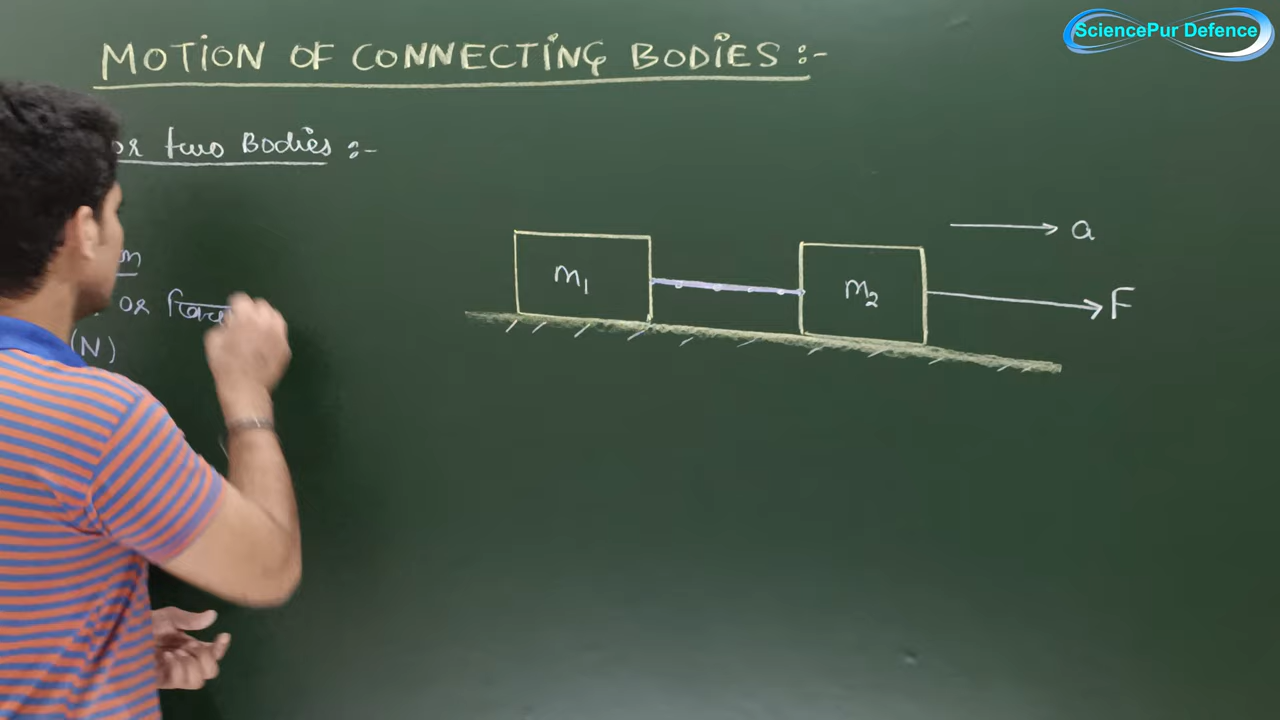 SciencePur Defence
MOTION OF CONNECTING BODIES :-
or two Bodies :-
a
m1
m2
F
or
(N)